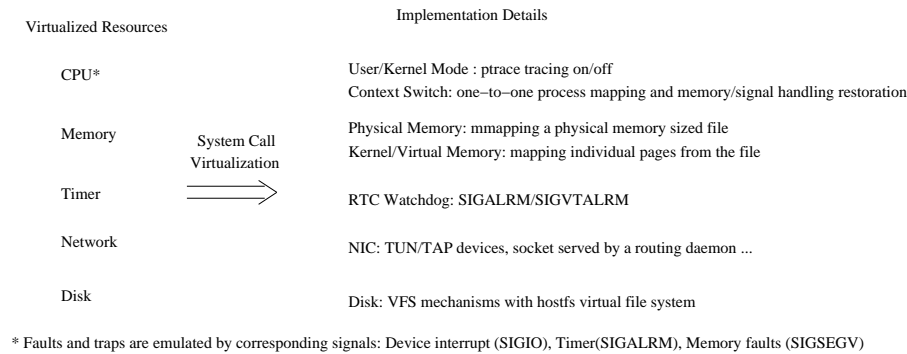 Virtualized Resources
Implementation Details
CPU*
User/Kernel Mode : ptrace tracing on/off
Context Switch: one−to−one process mapping and memory/signal handling restoration
Memory
Physical Memory: mmapping a physical memory sized file
Kernel/Virtual Memory: mapping individual pages from the file
System Call
Virtualization
Timer
RTC Watchdog: SIGALRM/SIGVTALRM
Network
NIC: TUN/TAP devices, socket served by a routing daemon ...
Disk
Disk: VFS mechanisms with hostfs virtual file system
* Faults and traps are emulated by corresponding signals: Device interrupt (SIGIO), Timer(SIGALRM), Memory faults (SIGSEGV)